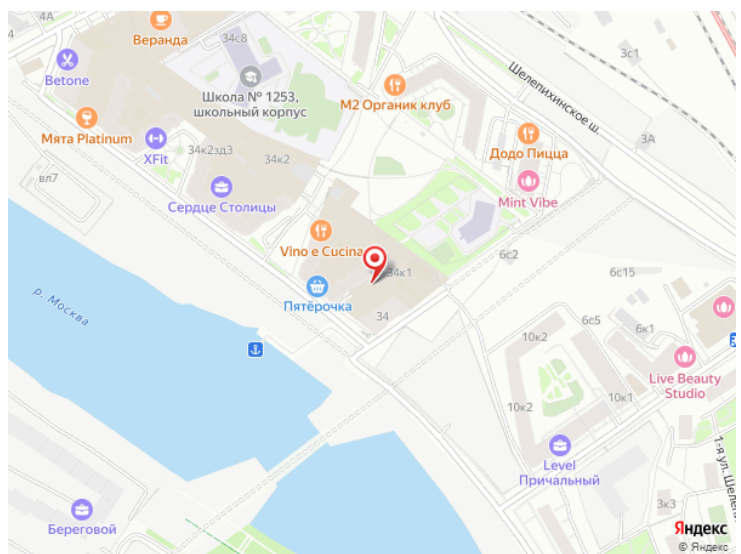 4А
Веранда
34с8
3с1
Betone
Школа № 1253,
школьный корпус
М2 Органик клуб
Шелепихинское ш.
3А
Мята Platinum
XFit
34к2зд3
34к2
Додо Пицца
вл7
Сердце Столицы
Mint Vibe
Vino e Cucina
6с2
34к1
6с15
Пятёрочка
р. Москва
34
10к2
6с5
6к1
Live Beauty
Studio
10к2
10к1
Level
Причальный
1-я ул. Шелепи
3к3
Береговой
Яндекс
© Яндекс